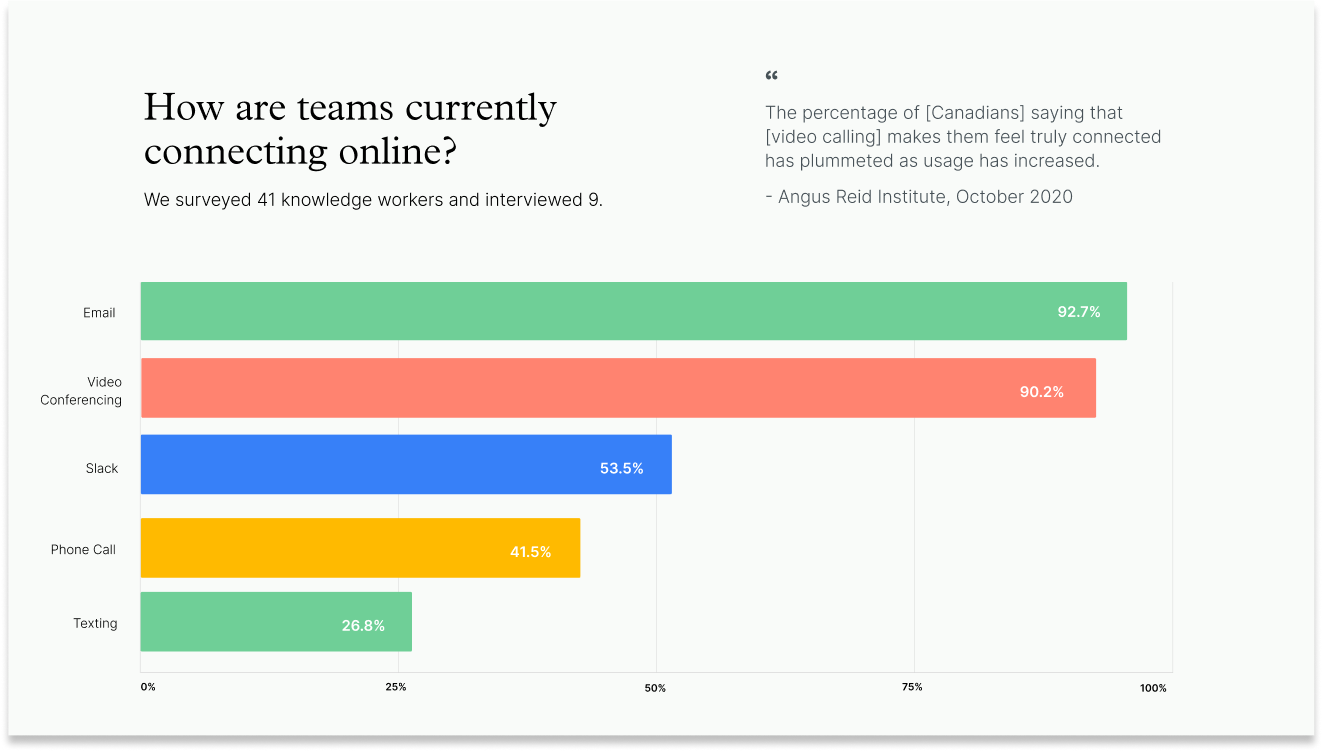 How are teams currently
connecting online?
We surveyed 41 knowledge workers and interviewed 9.
“
The percentage of [Canadians] saying that
[video calling] makes them feel truly connected
has plummeted as usage has increased.
- Angus Reid Institute, October 2020
Email
92.7%
Video
Conferencing
90.2%
Slack
53.5%
Phone Call
41.5%
Texting
26.8%
0%
25%
50%
75%
100%